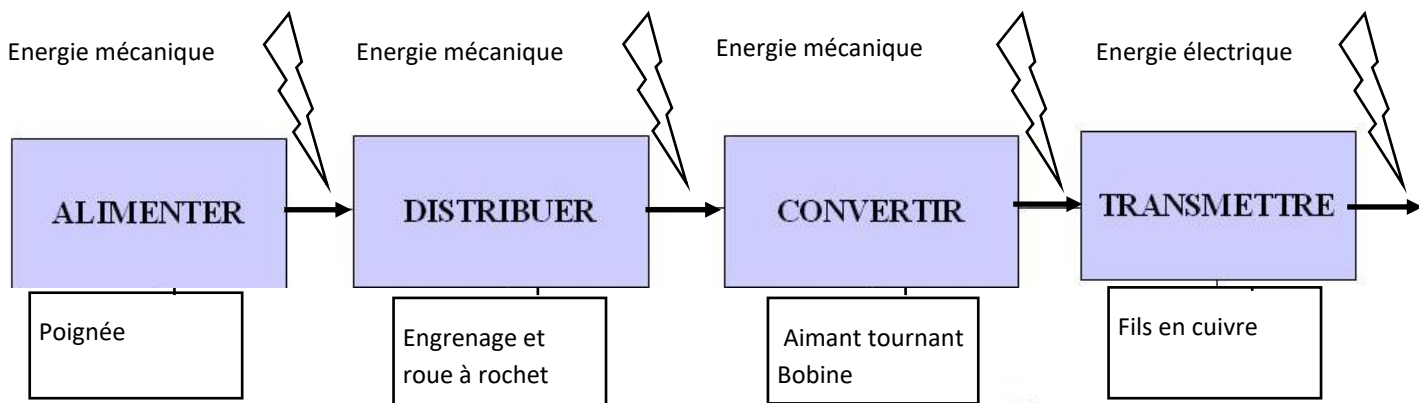 Energie mécanique
Energie mécanique
Energie mécanique
Energie électrique
ALIMENTER
DISTRIBUER
CONVERTIR
TRANSMETTRE
Poignée
Engrenage et
roue à rochet
Aimant tournant
Bobine
Fils en cuivre